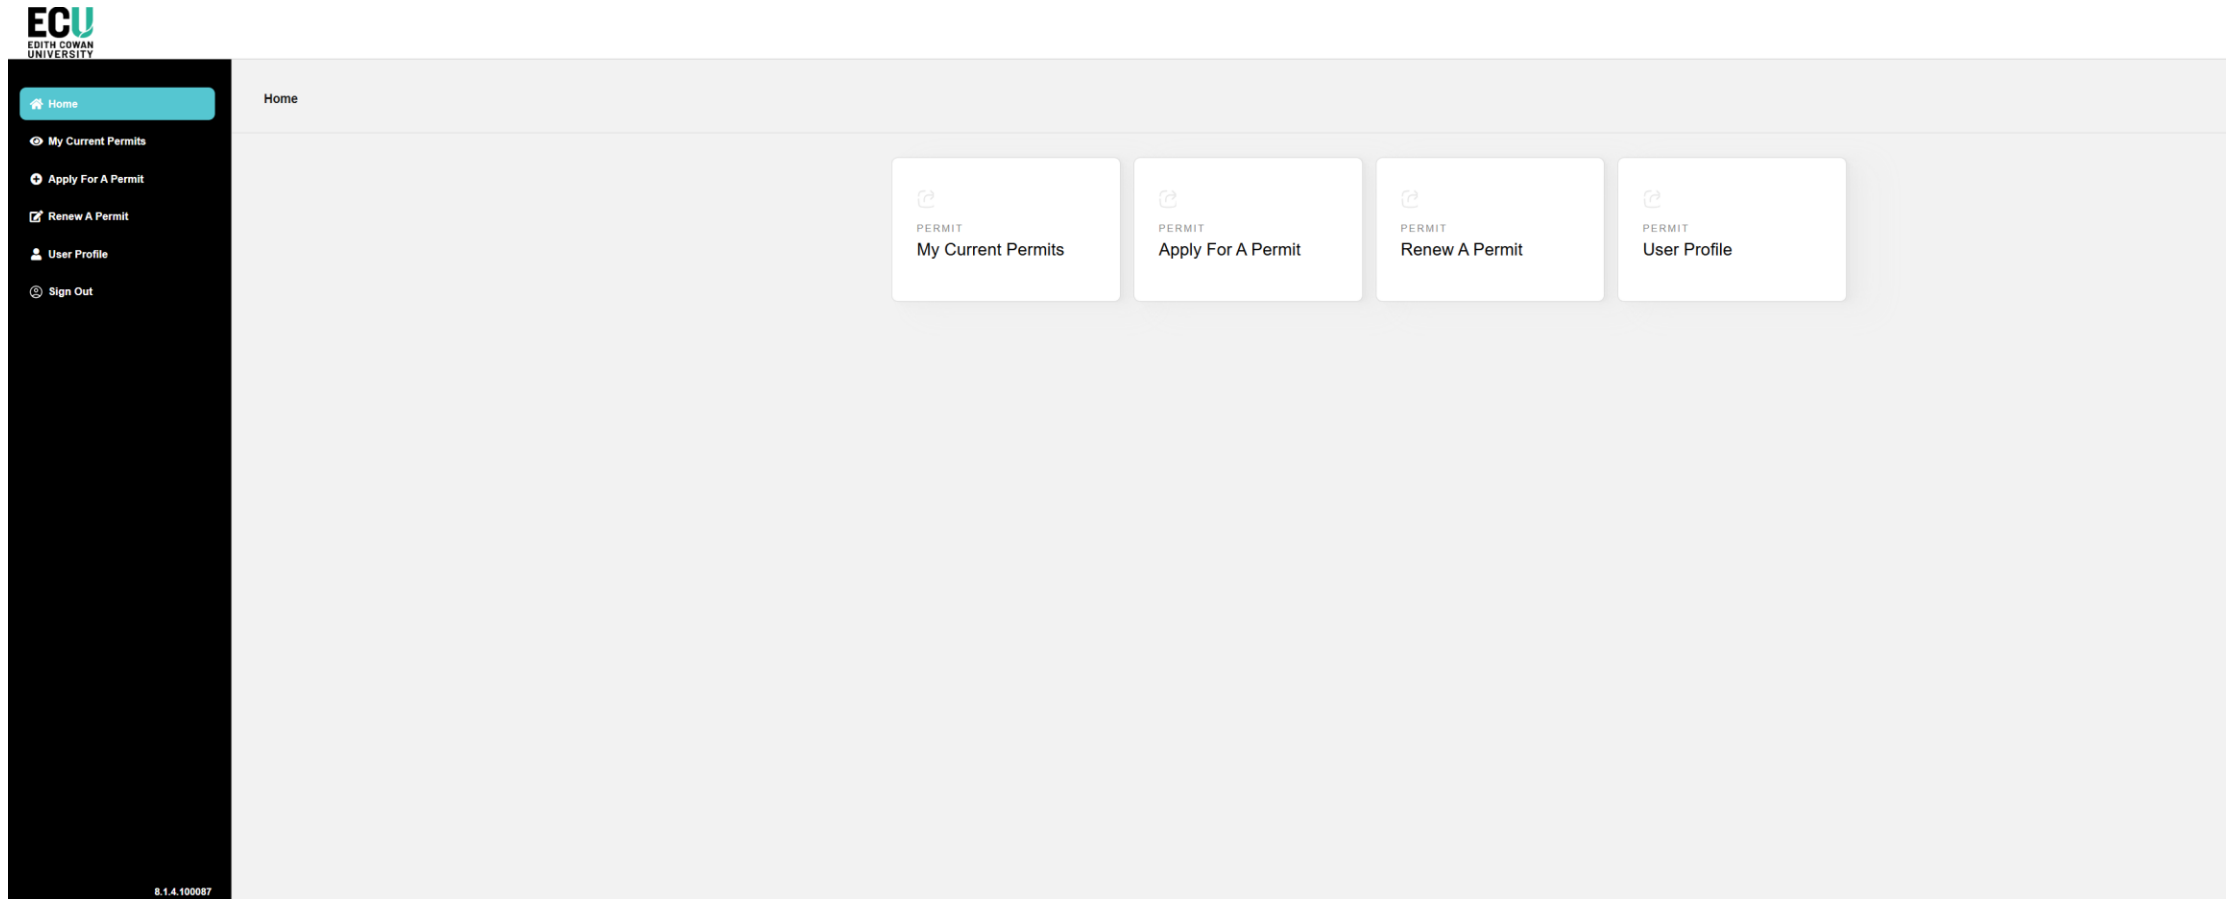 ECU
EDITH COWAN
UNIVERSITY
Home
My Current Permits
Apply For A Permit
Renew A Permit
User Profile
Sign Out
8.1.4.100087
Home
PERMIT
My Current Permits
PERMIT
Apply For A Permit
PERMIT
Renew A Permit
PERMIT
User Profile